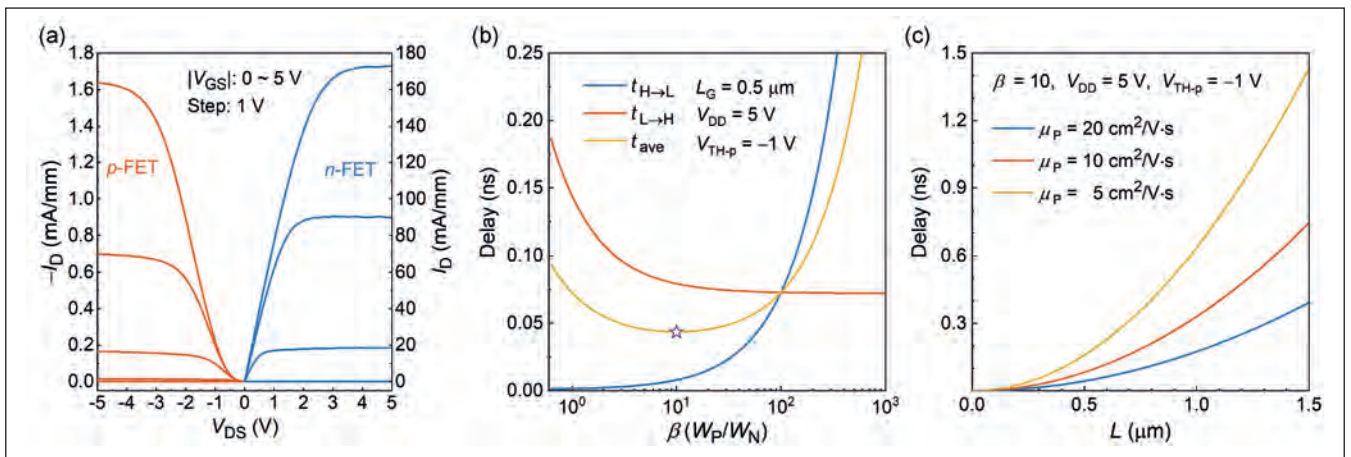 (a)
1.8
1.6
1.4
1.2
1.0
0.8
0.6
0.4
0.2
0.0
–I_D (mA/mm)
|V_GS|: 0 ~ 5 V
Step: 1 V
p-FET
n-FET
180
160
140
120
100
80
60
40
20
0
I_D (mA/mm)
-5 -4 -3 -2 -1 0 1 2 3 4 5
V_DS (V)
(b)
0.25
0.20
0.15
0.10
0.05
0.00
Delay (ns)
t_H→L L_G = 0.5 μm
t_L→H V_DD = 5 V
t_ave V_TH-p = –1 V
10^0 10^1 10^2 10^3
β (W_P/W_N)
(c)
1.5
1.2
0.9
0.6
0.3
Delay (ns)
β = 10, V_DD = 5 V, V_TH-p = –1 V
μ_P = 20 cm^2/V·s
μ_P = 10 cm^2/V·s
μ_P = 5 cm^2/V·s
0.0 0.5 1.0 1.5
L (μm)